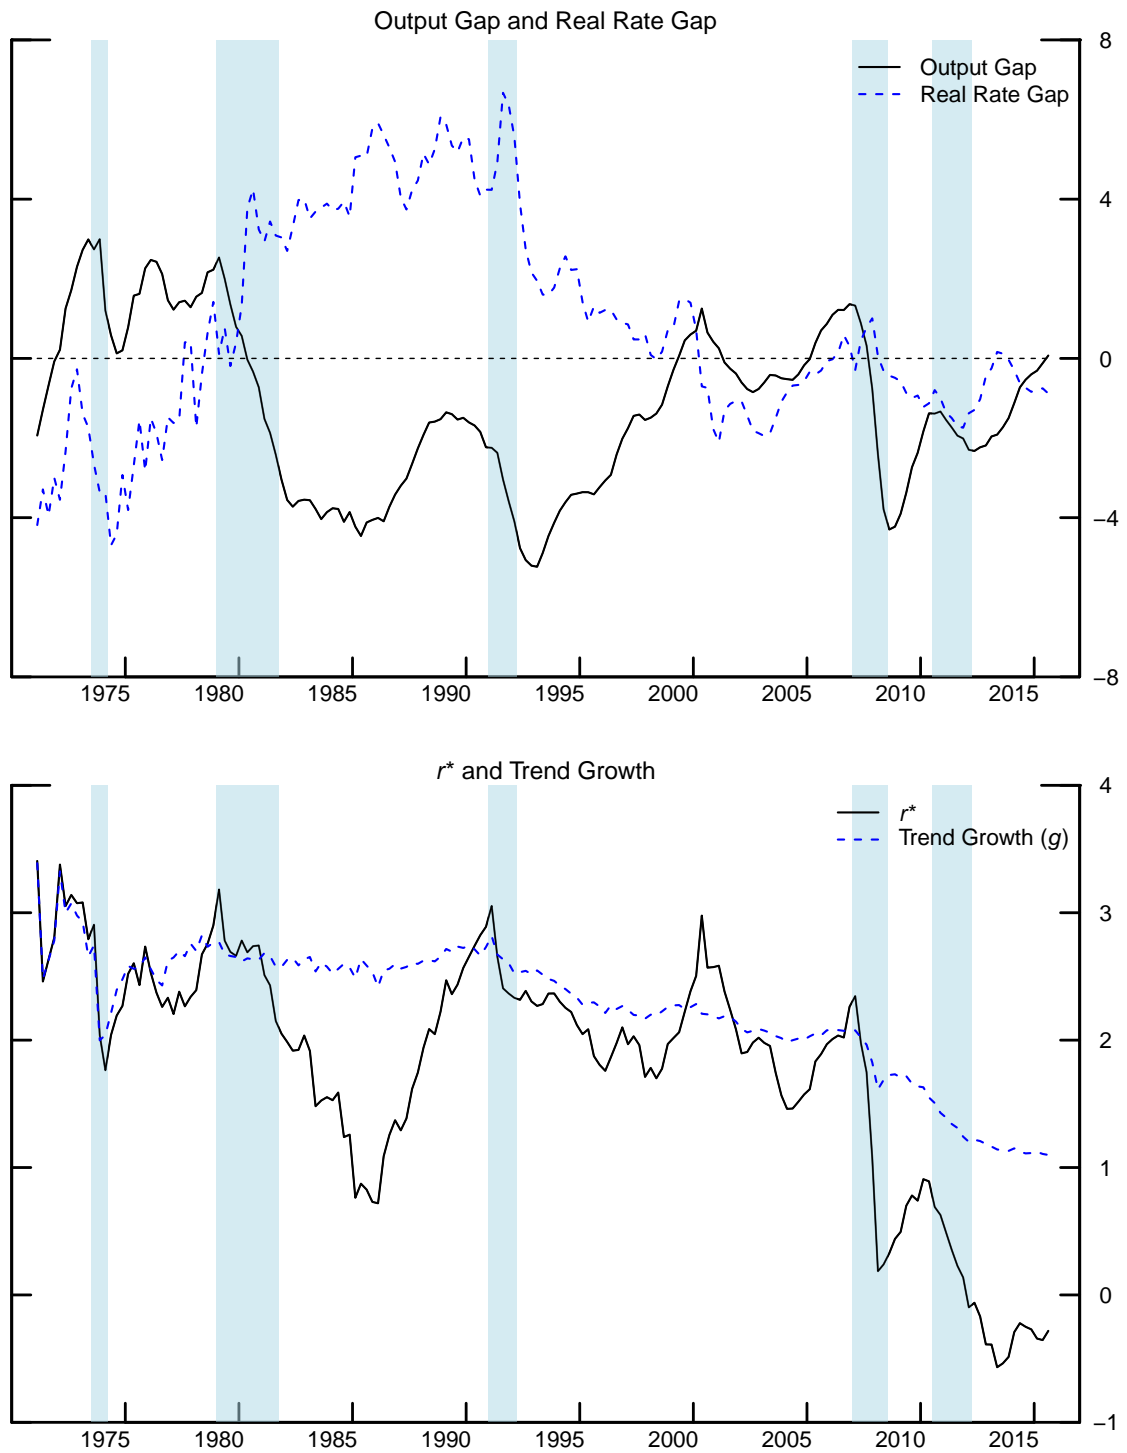 Output Gap and Real Rate Gap
8
Output Gap
Real Rate Gap
4
0
−4
−8
1975 1980 1985 1990 1995 2000 2005 2010 2015
r* and Trend Growth
4
r*
Trend Growth (g)
3
2
1
0
−1
1975 1980 1985 1990 1995 2000 2005 2010 2015